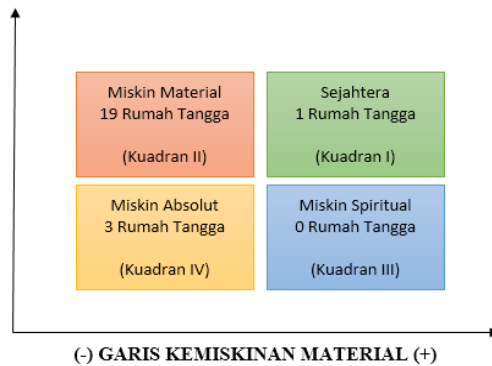 Miskin Material
19 Rumah Tangga
(Kuadran II)
Sejahtera
1 Rumah Tangga
(Kuadran I)
Miskin Absolut
3 Rumah Tangga
(Kuadran IV)
Miskin Spiritual
0 Rumah Tangga
(Kuadran III)
(-) GARIS KEMISKINAN MATERIAL (+)